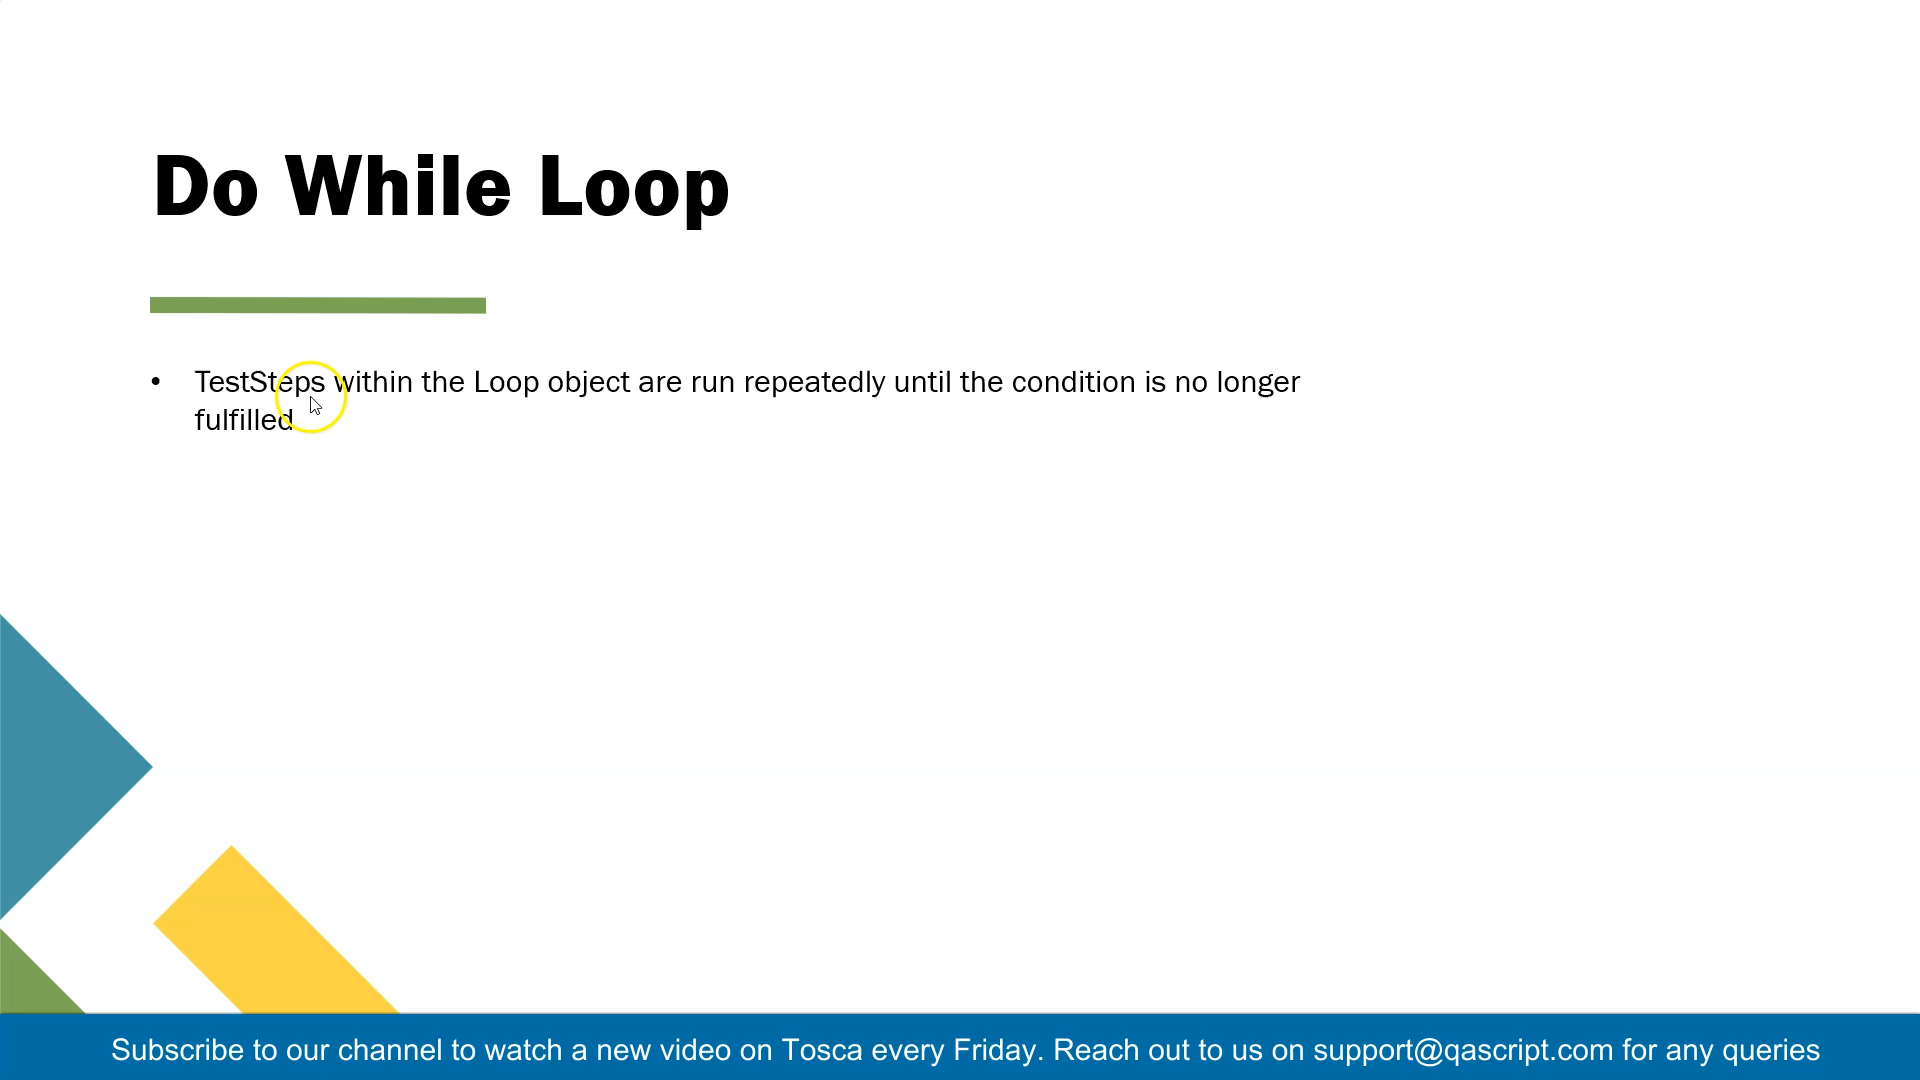 Do While Loop
• TestSteps within the Loop object are run repeatedly until the condition is no longer
fulfilled
Subscribe to our channel to watch a new video on Tosca every Friday. Reach out to us on support@qascript.com for any queries